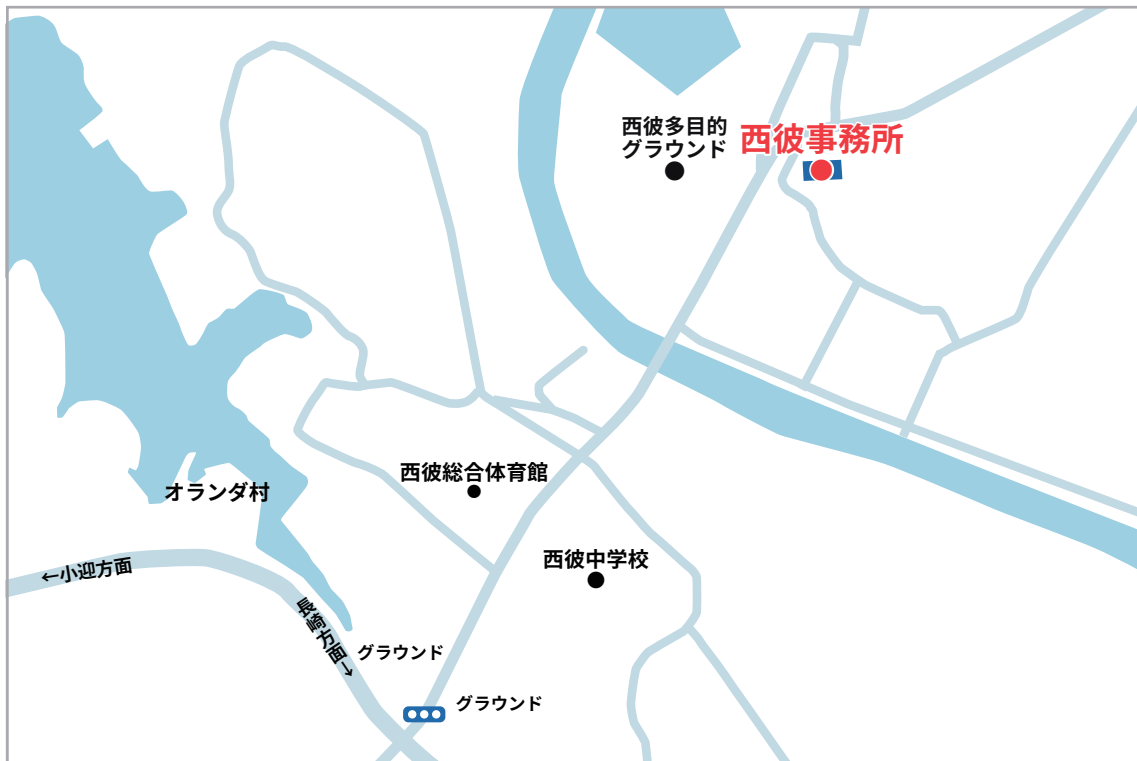 西彼多目的
グラウンド
西彼事務所
西彼総合体育館
オランダ村
西彼中学校
←小迎方面
長崎方面→
グラウンド
グラウンド